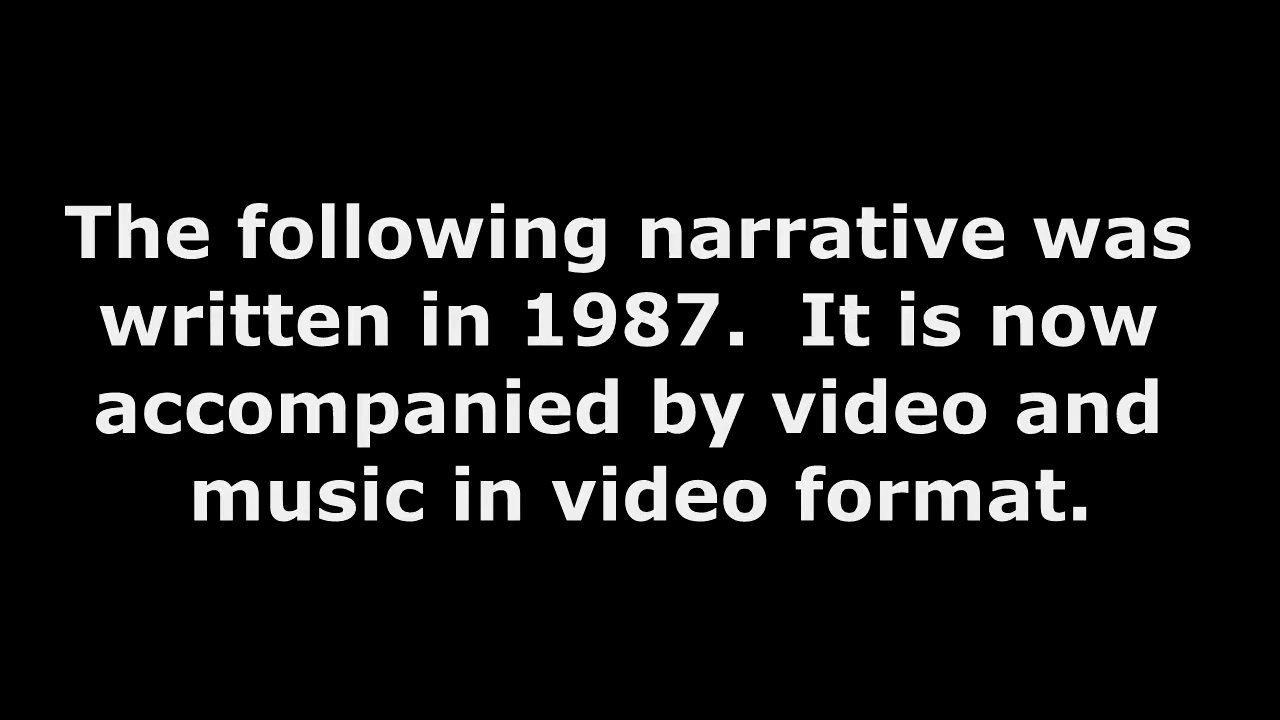 The following narrative was
written in 1987.  It is now
accompanied by video and
music in video format.